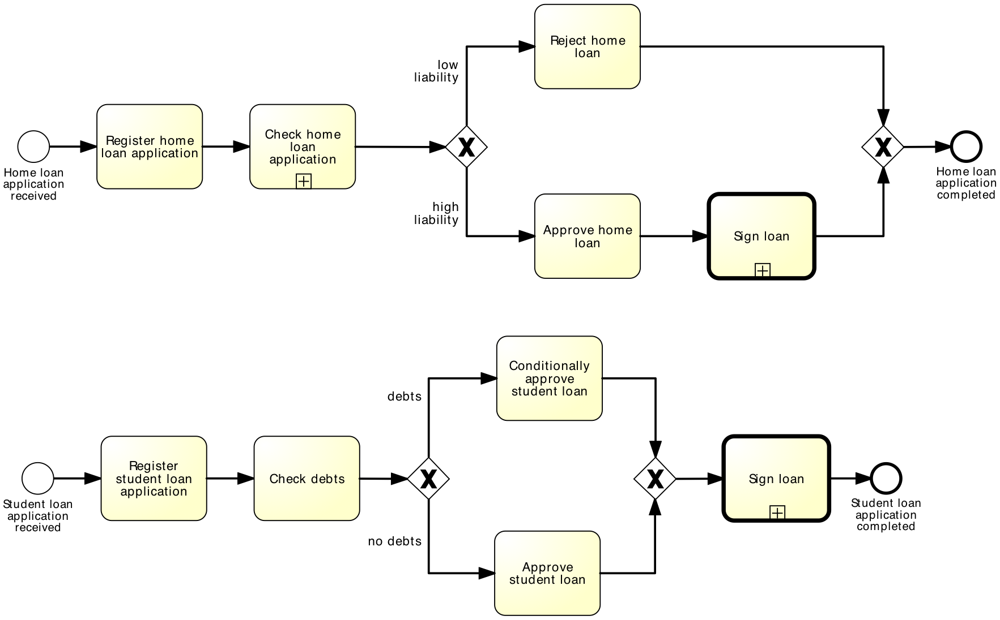 Reject home
loan
low
liability
Register home
loan application
Check home
loan
application
X
X
Home loan
application
received
Home loan
application
completed
high
liability
Approve home
loan
Sign loan
Conditionally
approve
student loan
debts
Register
student loan
application
Check debts
X
X
Sign loan
Student loan
application
received
Student loan
application
completed
no debts
Approve
student loan